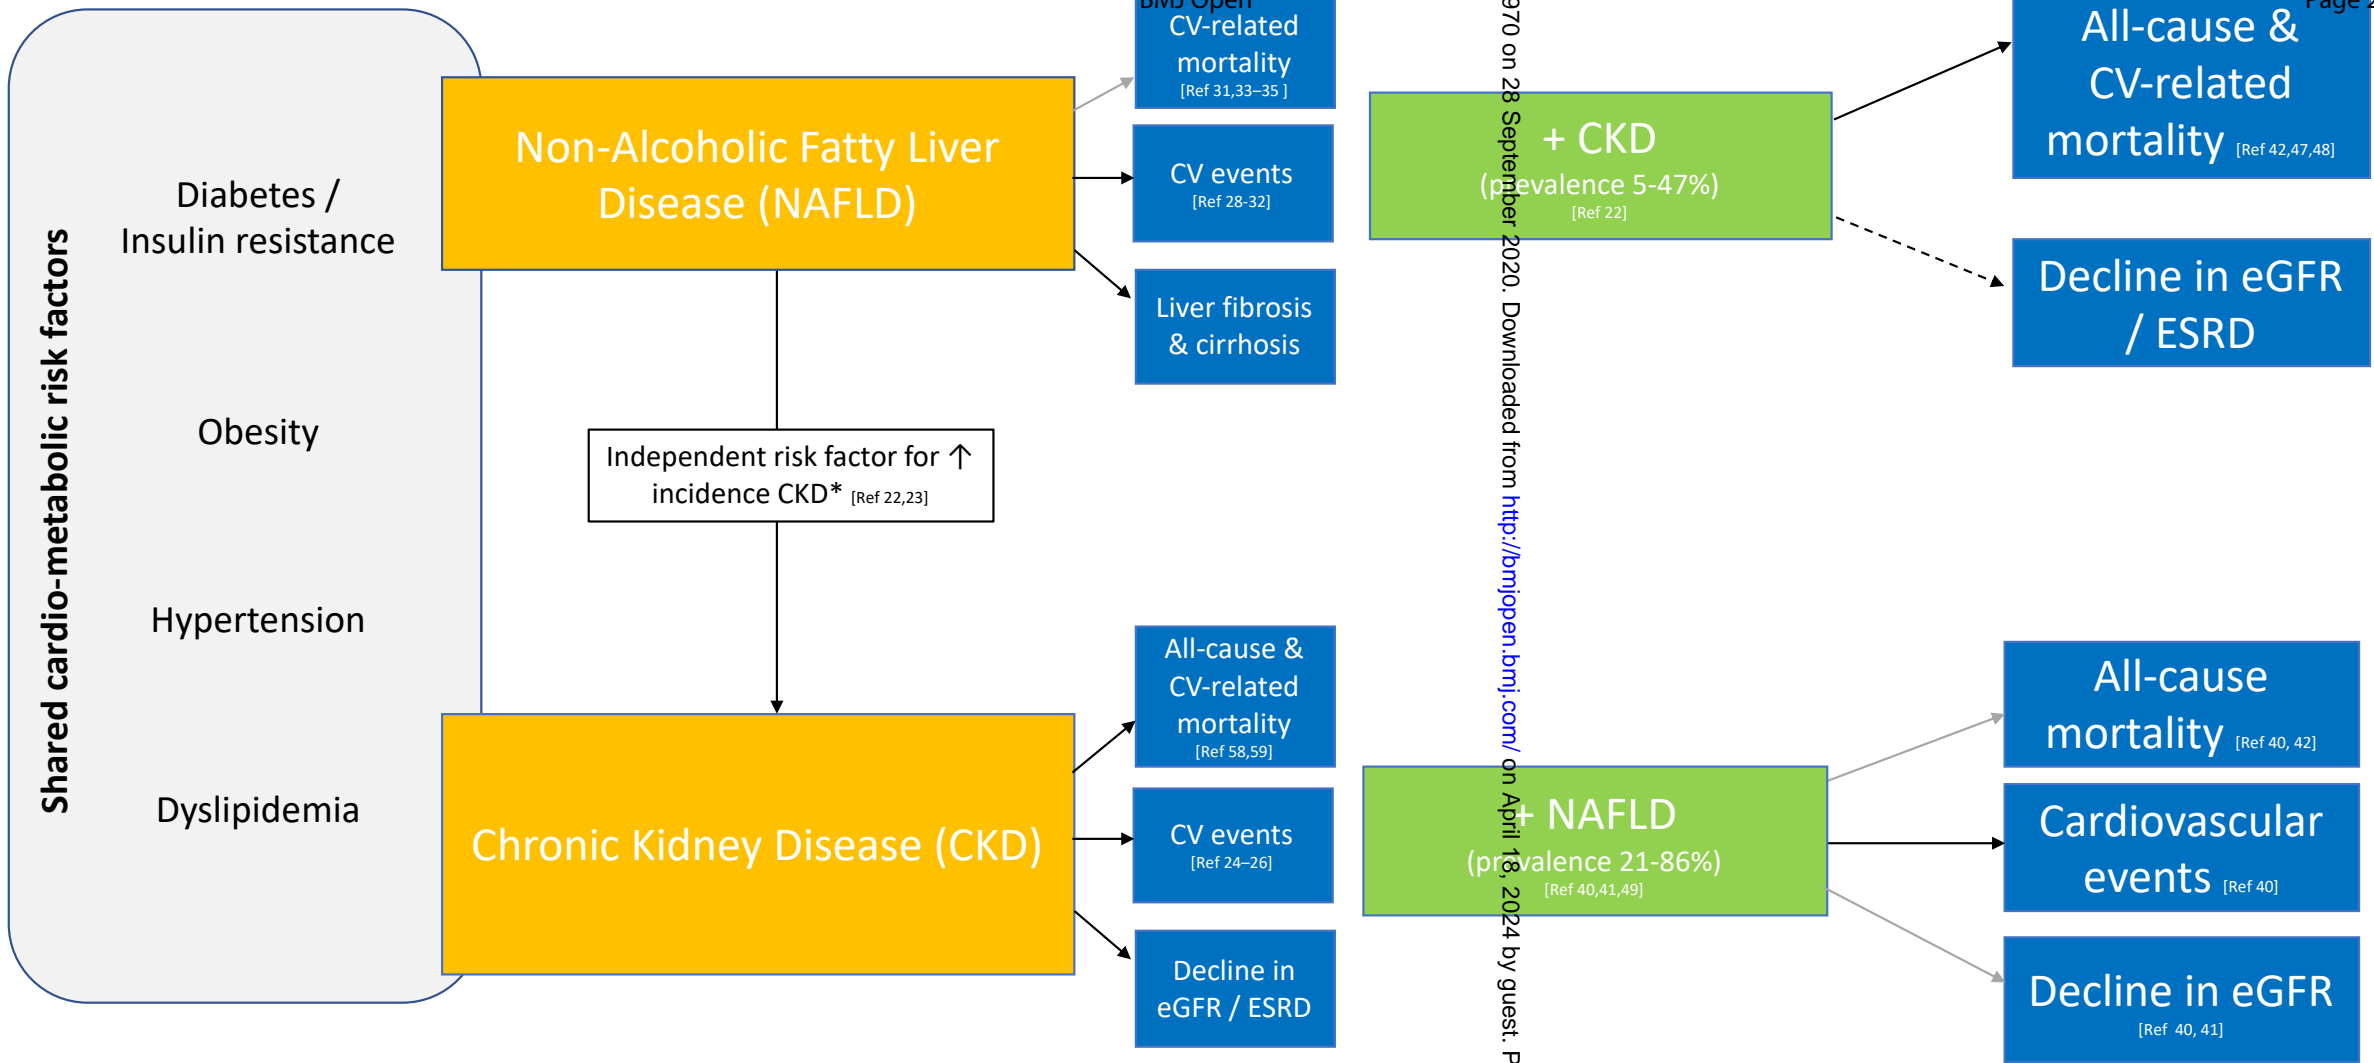 BMJ Open
Page 2
Shared cardio-metabolic risk factors
Diabetes /
Insulin resistance
Obesity
Hypertension
Dyslipidemia
Non-Alcoholic Fatty Liver
Disease (NAFLD)
CV-related
mortality
[Ref 31,33–35 ]
CV events
[Ref 28-32]
Liver fibrosis
& cirrhosis
Independent risk factor for ↑
incidence CKD* [Ref 22,23]
Chronic Kidney Disease (CKD)
All-cause &
CV-related
mortality
[Ref 58,59]
CV events
[Ref 24–26]
Decline in
eGFR / ESRD
+ CKD
(prevalence 5-47%)
[Ref 22]
All-cause &
CV-related
mortality [Ref 42,47,48]
Decline in eGFR
/ ESRD
+ NAFLD
(prevalence 21-86%)
[Ref 40,41,49]
All-cause
mortality [Ref 40, 42]
Cardiovascular
events [Ref 40]
Decline in eGFR
[Ref 40, 41]
970 on 28 September 2020. Downloaded from http://bmjopen.bmj.com/ on April 18, 2024 by guest. P